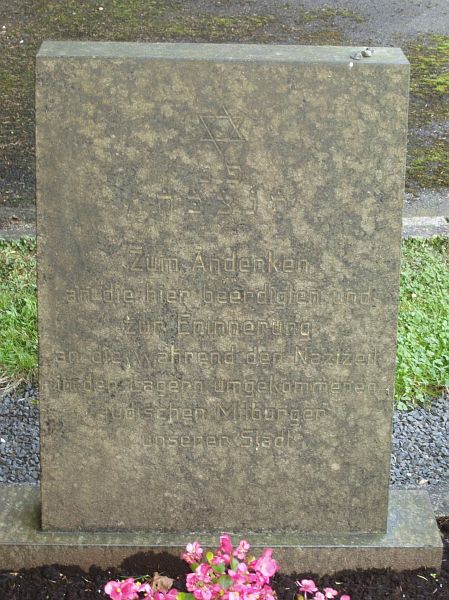 Zum Andenken
an die hier beerdigten und
zur Erinnerung
an die während der Nazizeit
in den Lagern umgekommenen
jüdischen Mitbürger
unserer Stadt